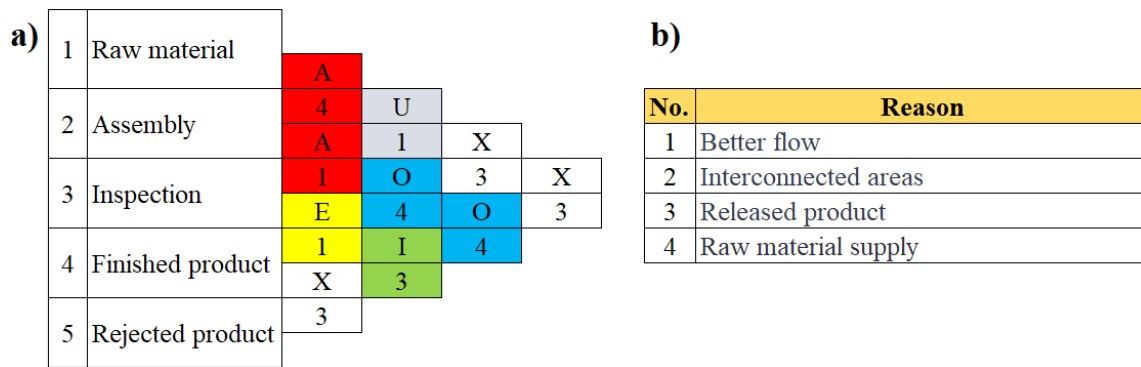 a)
b)
1 Raw material
A
4 U
2 Assembly
A 1 X
1 O 3 X
3 Inspection
E 4 O 3
1 I 4
4 Finished product
X 3
3
5 Rejected product
No. Reason
1 Better flow
2 Interconnected areas
3 Released product
4 Raw material supply